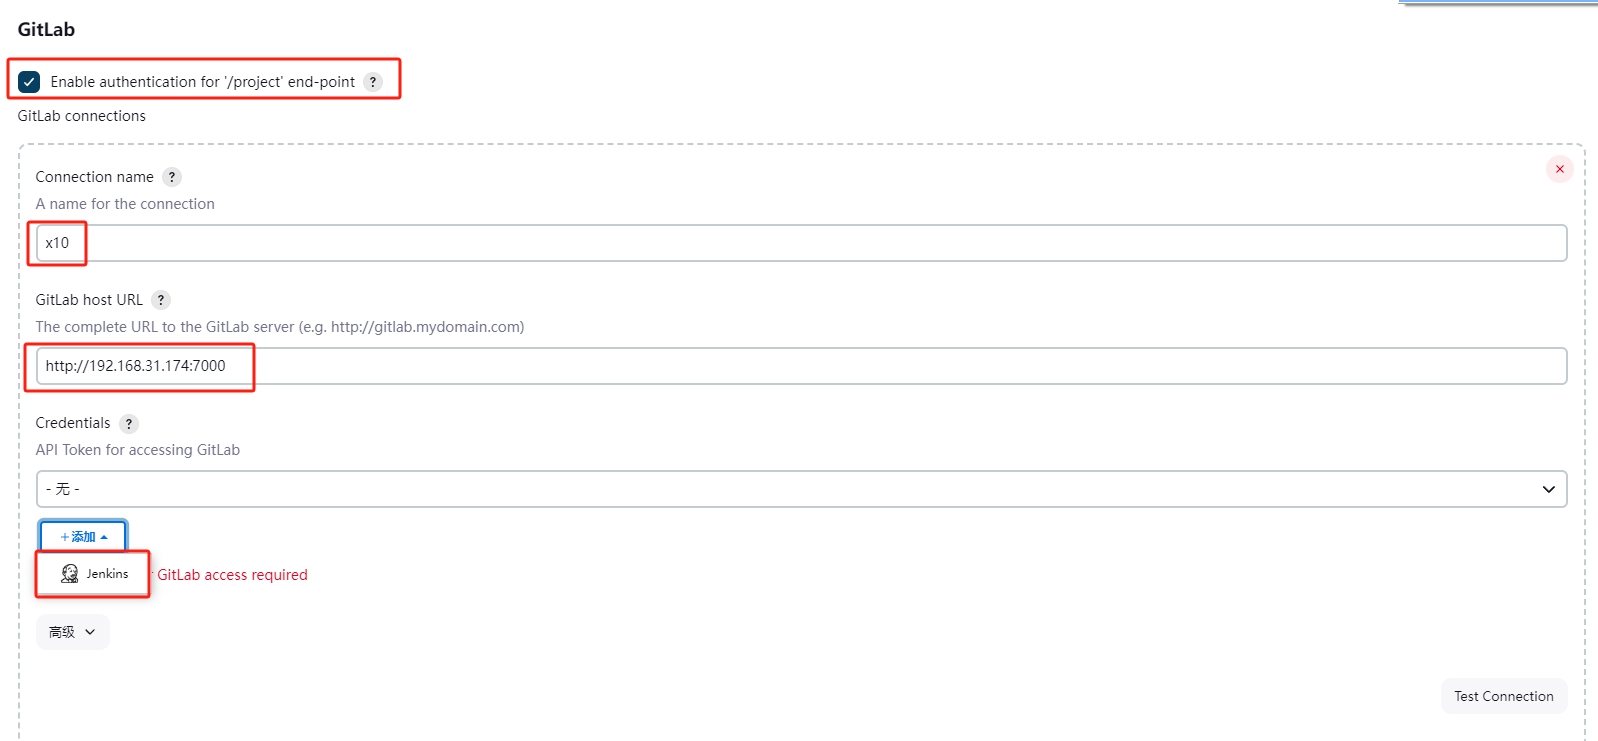 GitLab
Enable authentication for '/project' end-point ?
GitLab connections
Connection name ?
A name for the connection
x10
GitLab host URL ?
The complete URL to the GitLab server (e.g. http://gitlab.mydomain.com)
http://192.168.31.174:7000
Credentials ?
API Token for accessing GitLab
- 无 -
+添加
Jenkins
GitLab access required
高级
Test Connection